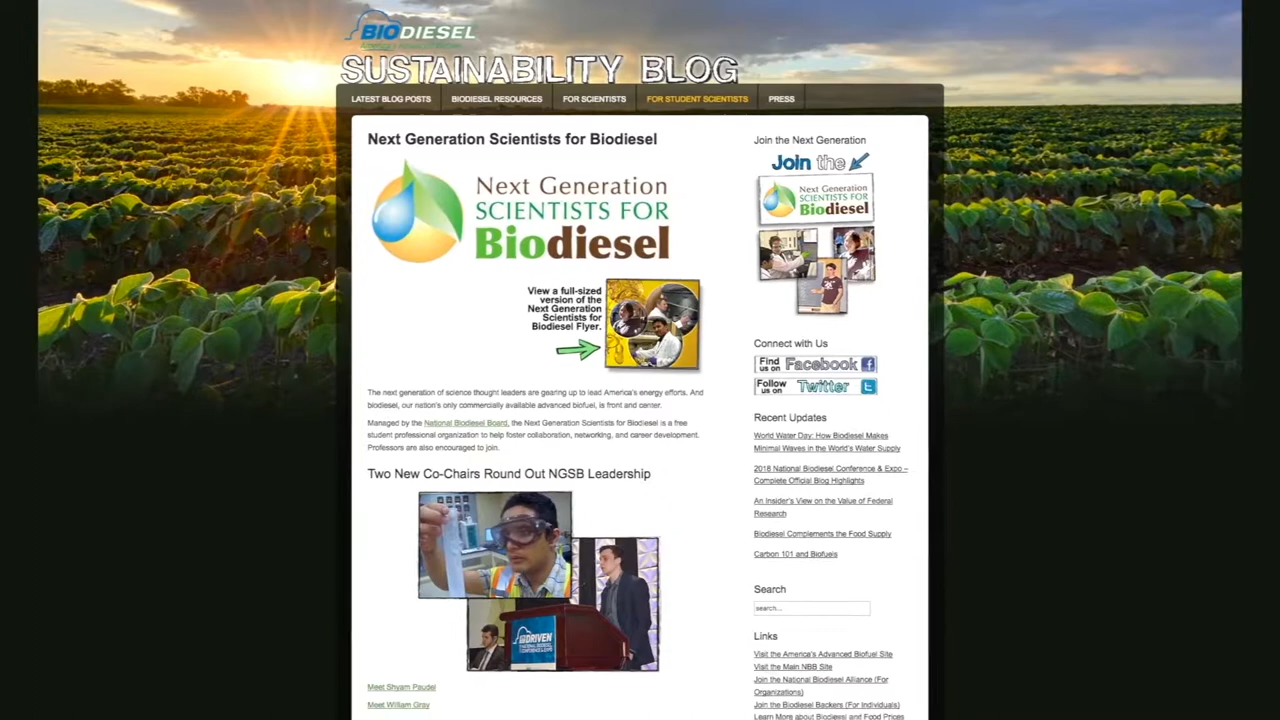 BIODIESEL
America's Advanced Biofuel
SUSTAINABILITY BLOG
LATEST BLOG POSTS
BIODIESEL RESOURCES
FOR SCIENTISTS
FOR STUDENT SCIENTISTS
PRESS
Next Generation Scientists for Biodiesel
Next Generation
SCIENTISTS FOR
Biodiesel
View a full-sized
version of the
Next Generation
Scientists for
Biodiesel Flyer.
The next generation of science thought leaders are gearing up to lead America's energy efforts. And
biodiesel, our nation's only commercially available advanced biofuel, is front and center.
Managed by the National Biodiesel Board, the Next Generation Scientists for Biodiesel is a free
student professional organization to help foster collaboration, networking, and career development.
Professors are also encouraged to join.
Two New Co-Chairs Round Out NGSB Leadership
DRIVEN
NATIONAL BIODIESEL
CONFERENCE & EXPO
Meet Shyam Paudel
Meet William Gray
Join the Next Generation
Join the
Next Generation
SCIENTISTS FOR
Biodiesel
Connect with Us
Find
us on Facebook
Follow
us on Twitter
Recent Updates
World Water Day: How Biodiesel Makes
Minimal Waves in the World's Water Supply
2018 National Biodiesel Conference & Expo –
Complete Official Blog Highlights
An Insider's View on the Value of Federal
Research
Biodiesel Complements the Food Supply
Carbon 101 and Biofuels
Search
search...
Links
Visit the America's Advanced Biofuel Site
Visit the Main NBB Site
Join the National Biodiesel Alliance (For
Organizations)
Join the Biodiesel Backers (For Individuals)
Learn More about Biodiesel and Food Prices